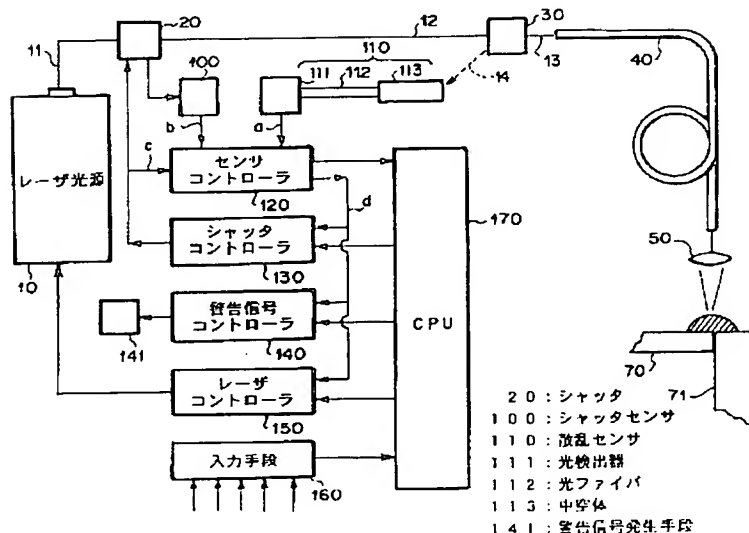 20
30
12
11
110
40
100
111
112
113
14
13
b
a
c
レーザ光源
センサ
コントローラ
120
d
170
シャッタ
コントローラ
50
10
130
警告信号
コントローラ
CPU
141
140
70
レーザ
コントローラ
71
150
入力手段
160
20：シャッタ
100：シャッタセンサ
110：散乱センサ
111：光検出器
112：光ファイバ
113：中空体
141：警告信号発生手段